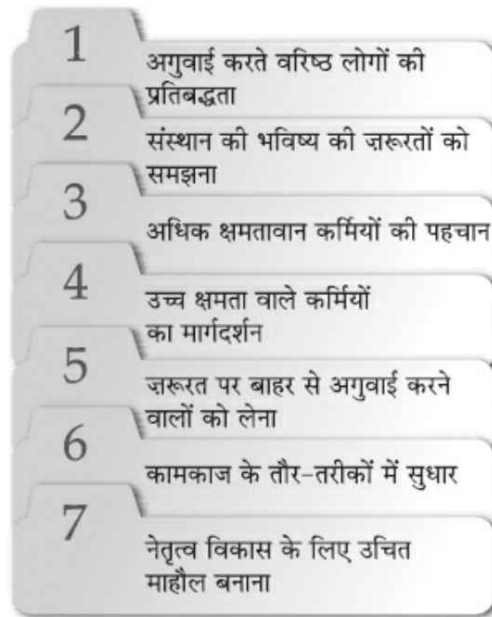 1
अगुवाई करते वरिष्ठ लोगों की
प्रतिबद्धता
2
संस्थान की भविष्य की ज़रूरतों को
समझना
3
अधिक क्षमतावान कर्मियों की पहचान
4
उच्च क्षमता वाले कर्मियों
का मार्गदर्शन
5
ज़रूरत पर बाहर से अगुवाई करने
वालों को लेना
6
कामकाज के तौर-तरीकों में सुधार
7
नेतृत्व विकास के लिए उचित
माहौल बनाना